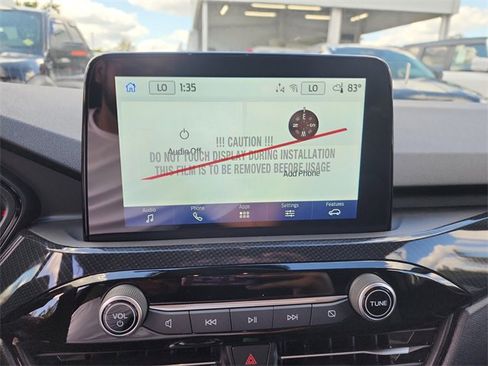 LO 1:35 LO 83°
!!! CAUTION !!!
Audio Off
DO NOT TOUCH DISPLAY DURING INSTALLATION
THIS FILM IS TO BE REMOVED BEFORE USAGE
Add Phone
Audio Phone Apps Settings Features
VOL TUNE